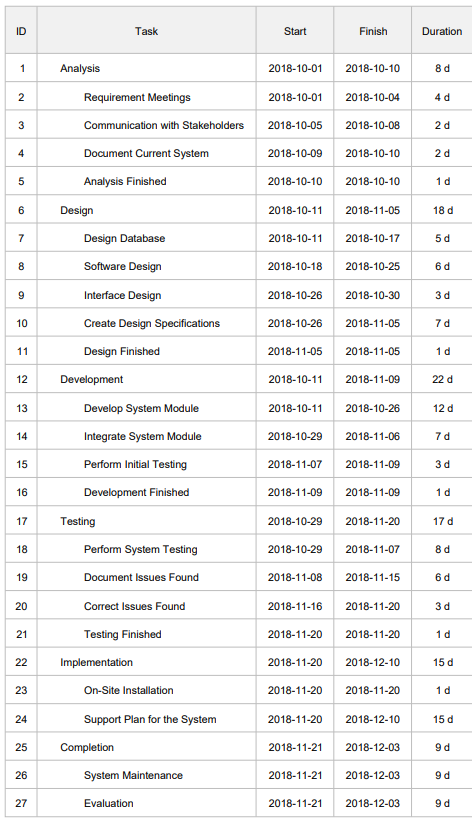 ID Task Start Finish Duration
1 Analysis 2018-10-01 2018-10-10 8 d
2 Requirement Meetings 2018-10-01 2018-10-04 4 d
3 Communication with Stakeholders 2018-10-05 2018-10-08 2 d
4 Document Current System 2018-10-09 2018-10-10 2 d
5 Analysis Finished 2018-10-10 2018-10-10 1 d
6 Design 2018-10-11 2018-11-05 18 d
7 Design Database 2018-10-11 2018-10-17 5 d
8 Software Design 2018-10-18 2018-10-25 6 d
9 Interface Design 2018-10-26 2018-10-30 3 d
10 Create Design Specifications 2018-10-26 2018-11-05 7 d
11 Design Finished 2018-11-05 2018-11-05 1 d
12 Development 2018-10-11 2018-11-09 22 d
13 Develop System Module 2018-10-11 2018-10-26 12 d
14 Integrate System Module 2018-10-29 2018-11-06 7 d
15 Perform Initial Testing 2018-11-07 2018-11-09 3 d
16 Development Finished 2018-11-09 2018-11-09 1 d
17 Testing 2018-10-29 2018-11-20 17 d
18 Perform System Testing 2018-10-29 2018-11-07 8 d
19 Document Issues Found 2018-11-08 2018-11-15 6 d
20 Correct Issues Found 2018-11-16 2018-11-20 3 d
21 Testing Finished 2018-11-20 2018-11-20 1 d
22 Implementation 2018-11-20 2018-12-10 15 d
23 On-Site Installation 2018-11-20 2018-11-20 1 d
24 Support Plan for the System 2018-11-20 2018-12-10 15 d
25 Completion 2018-11-21 2018-12-03 9 d
26 System Maintenance 2018-11-21 2018-12-03 9 d
27 Evaluation 2018-11-21 2018-12-03 9 d